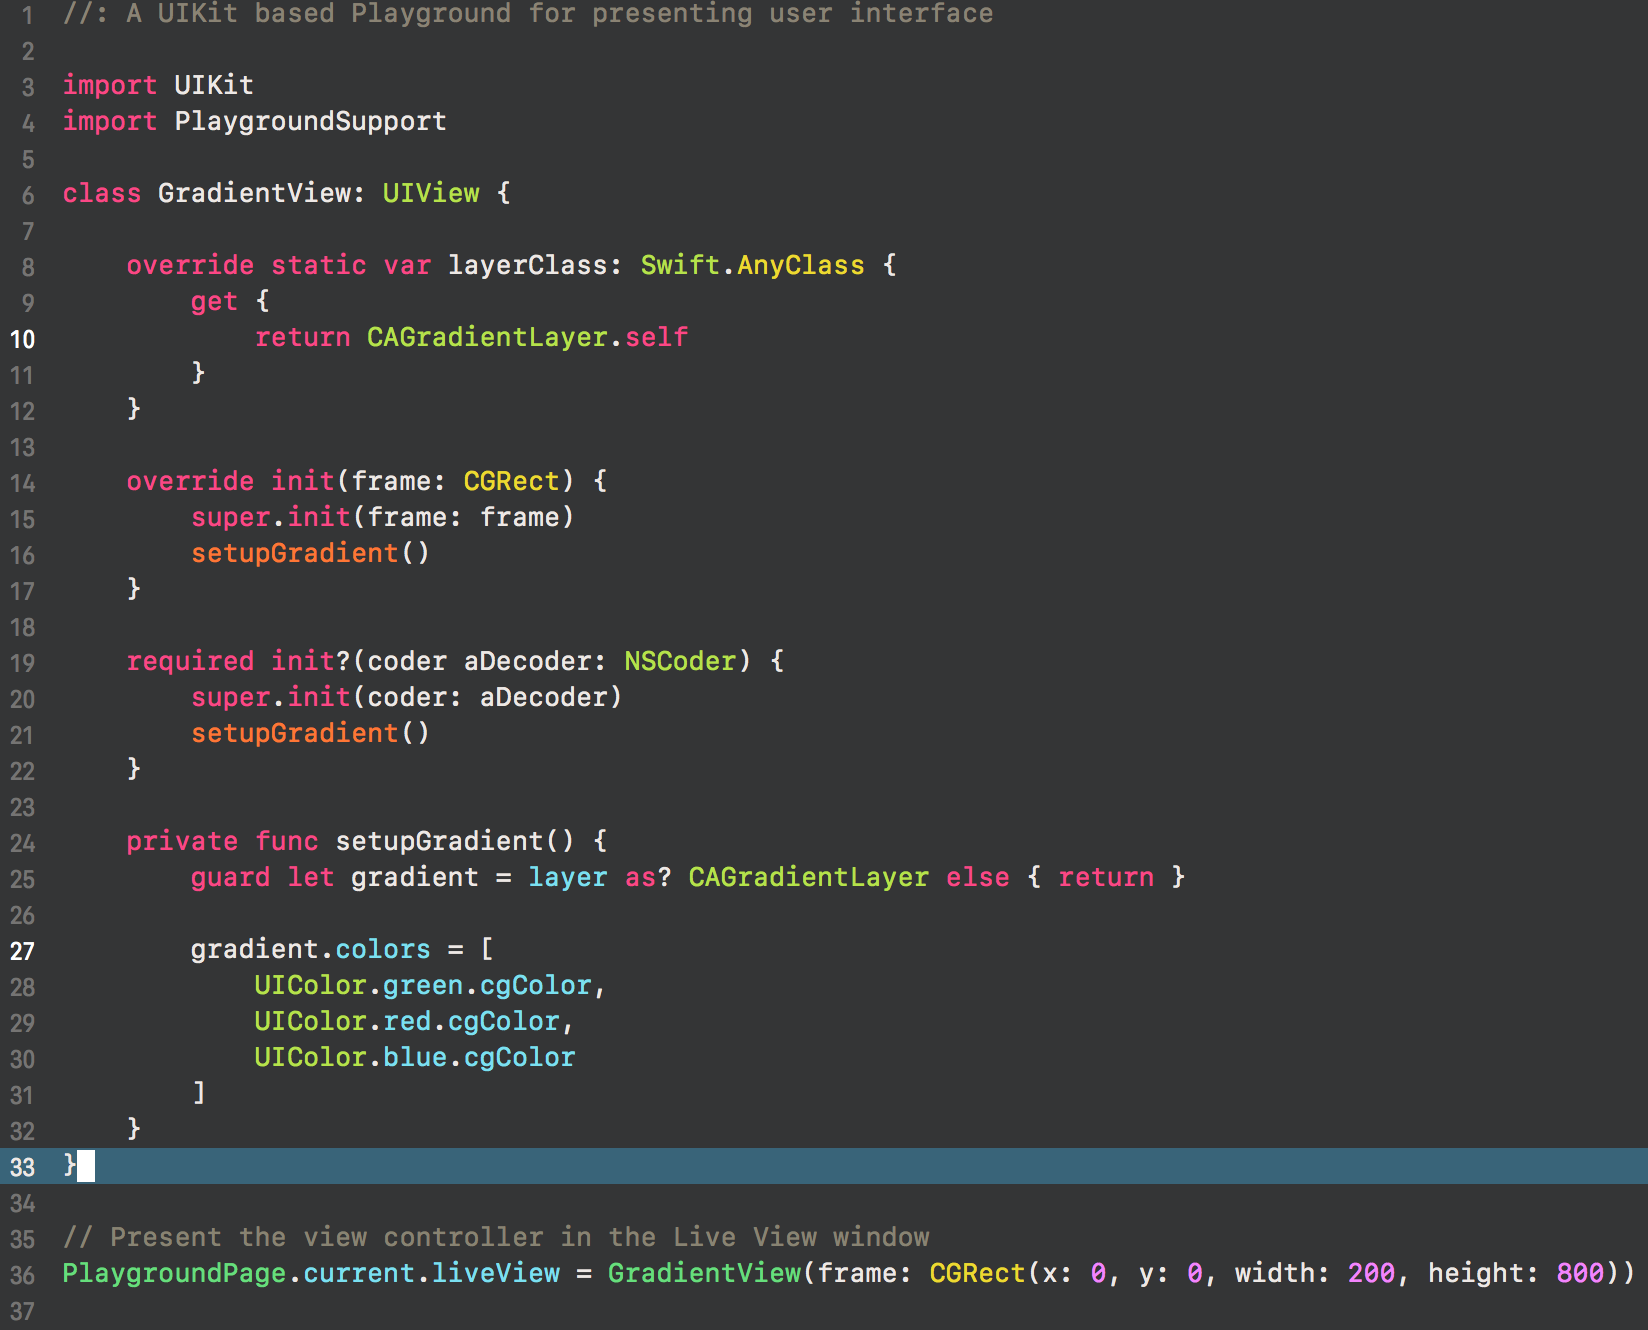 1 //: A UIKit based Playground for presenting user interface
2
3 import UIKit
4 import PlaygroundSupport
5
6 class GradientView: UIView {
7
8     override static var layerClass: Swift.AnyClass {
9         get {
10             return CAGradientLayer.self
11         }
12     }
13
14     override init(frame: CGRect) {
15         super.init(frame: frame)
16         setupGradient()
17     }
18
19     required init?(coder aDecoder: NSCoder) {
20         super.init(coder: aDecoder)
21         setupGradient()
22     }
23
24     private func setupGradient() {
25         guard let gradient = layer as? CAGradientLayer else { return }
26
27         gradient.colors = [
28             UIColor.green.cgColor,
29             UIColor.red.cgColor,
30             UIColor.blue.cgColor
31         ]
32     }
33 }
34
35 // Present the view controller in the Live View window
36 PlaygroundPage.current.liveView = GradientView(frame: CGRect(x: 0, y: 0, width: 200, height: 800))
37